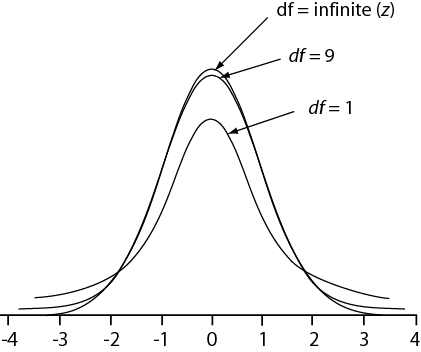 df = infinite (z)
df = 9
df = 1
-4 -3 -2 -1 0 1 2 3 4